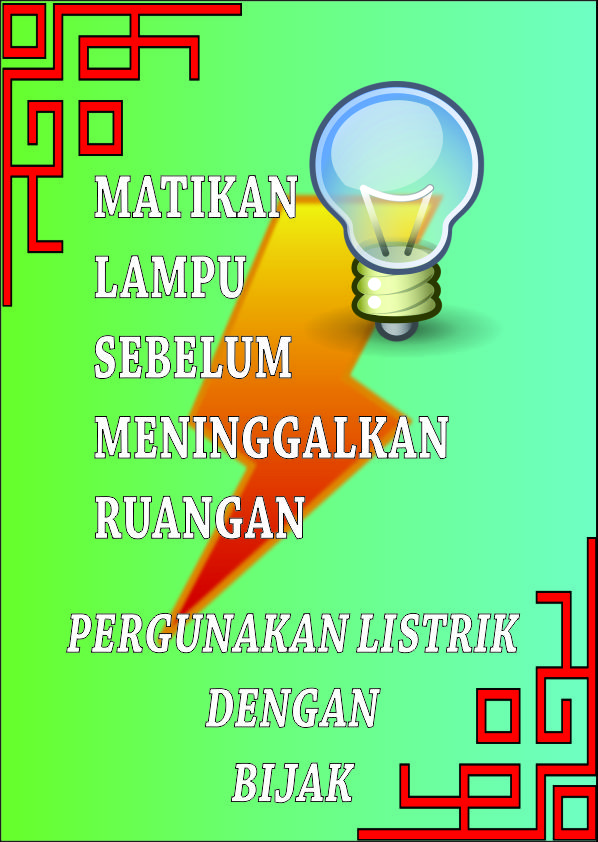 MATIKAN
LAMPU
SEBELUM
MENINGGALKAN
RUANGAN
PERGUNAKAN LISTRIK
DENGAN
BIJAK